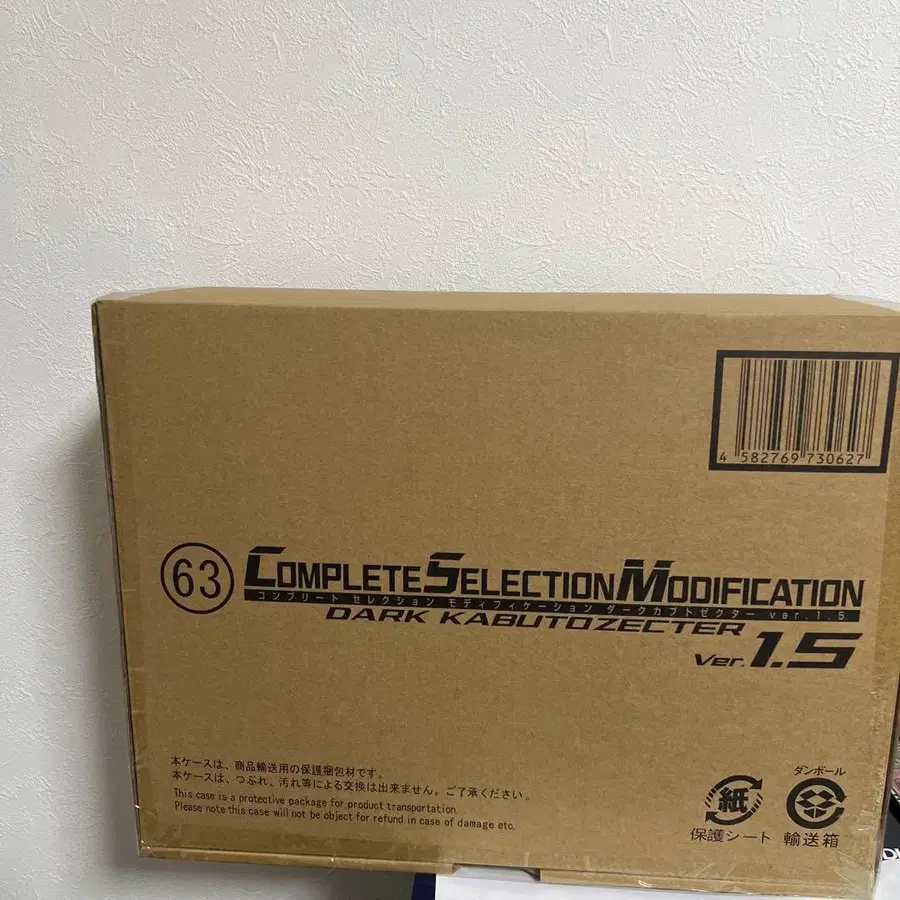 4 582769 730627
63
COMPLETE SELECTION MODIFICATION
コンプリート セレクション モディフィケーション ダークカブトゼクター ver.1.5
DARK KABUTOZECTER
Ver. 1.5
本ケースは、商品輸送用の保護梱包材です。
本ケースは、つぶれ、汚れ等による交換は出来ません。ご了承ください。
This case is a protective package for product transportation.
Please note this case will not be object for refund in case of damage etc.
紙
保護シート
ダンボール
輸送箱